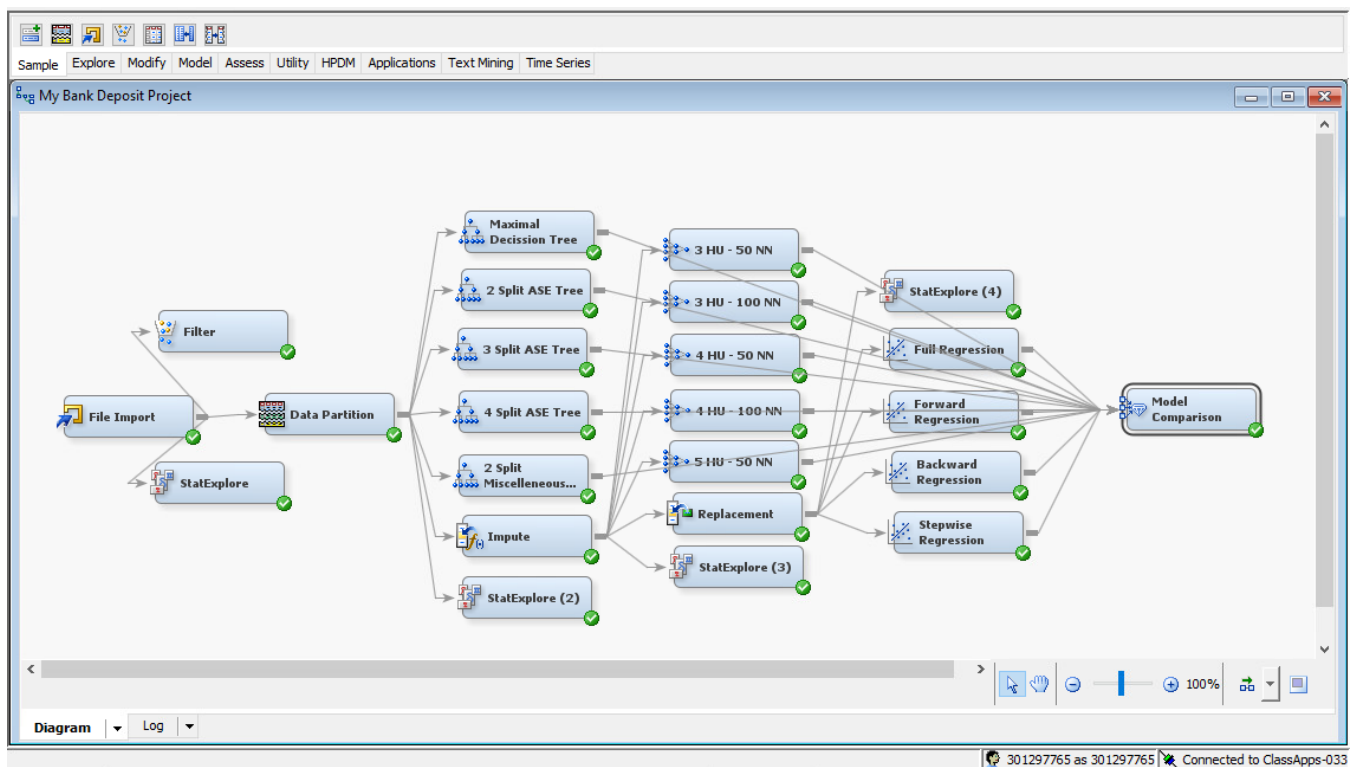 Sample Explore Modify Model Assess Utility HPDM Applications Text Mining Time Series
My Bank Deposit Project
Maximal
Decission Tree
2 Split ASE Tree
3 Split ASE Tree
4 Split ASE Tree
2 Split
Miscelleneous...
Impute
StatExplore (2)
Filter
File Import
StatExplore
Data Partition
3 HU - 50 NN
3 HU - 100 NN
4 HU - 50 NN
4 HU - 100 NN
5 HU - 50 NN
Replacement
StatExplore (3)
StatExplore (4)
Full Regression
Forward
Regression
Backward
Regression
Stepwise
Regression
Model
Comparison
100%
Diagram Log
301297765 as 301297765 Connected to ClassApps-033